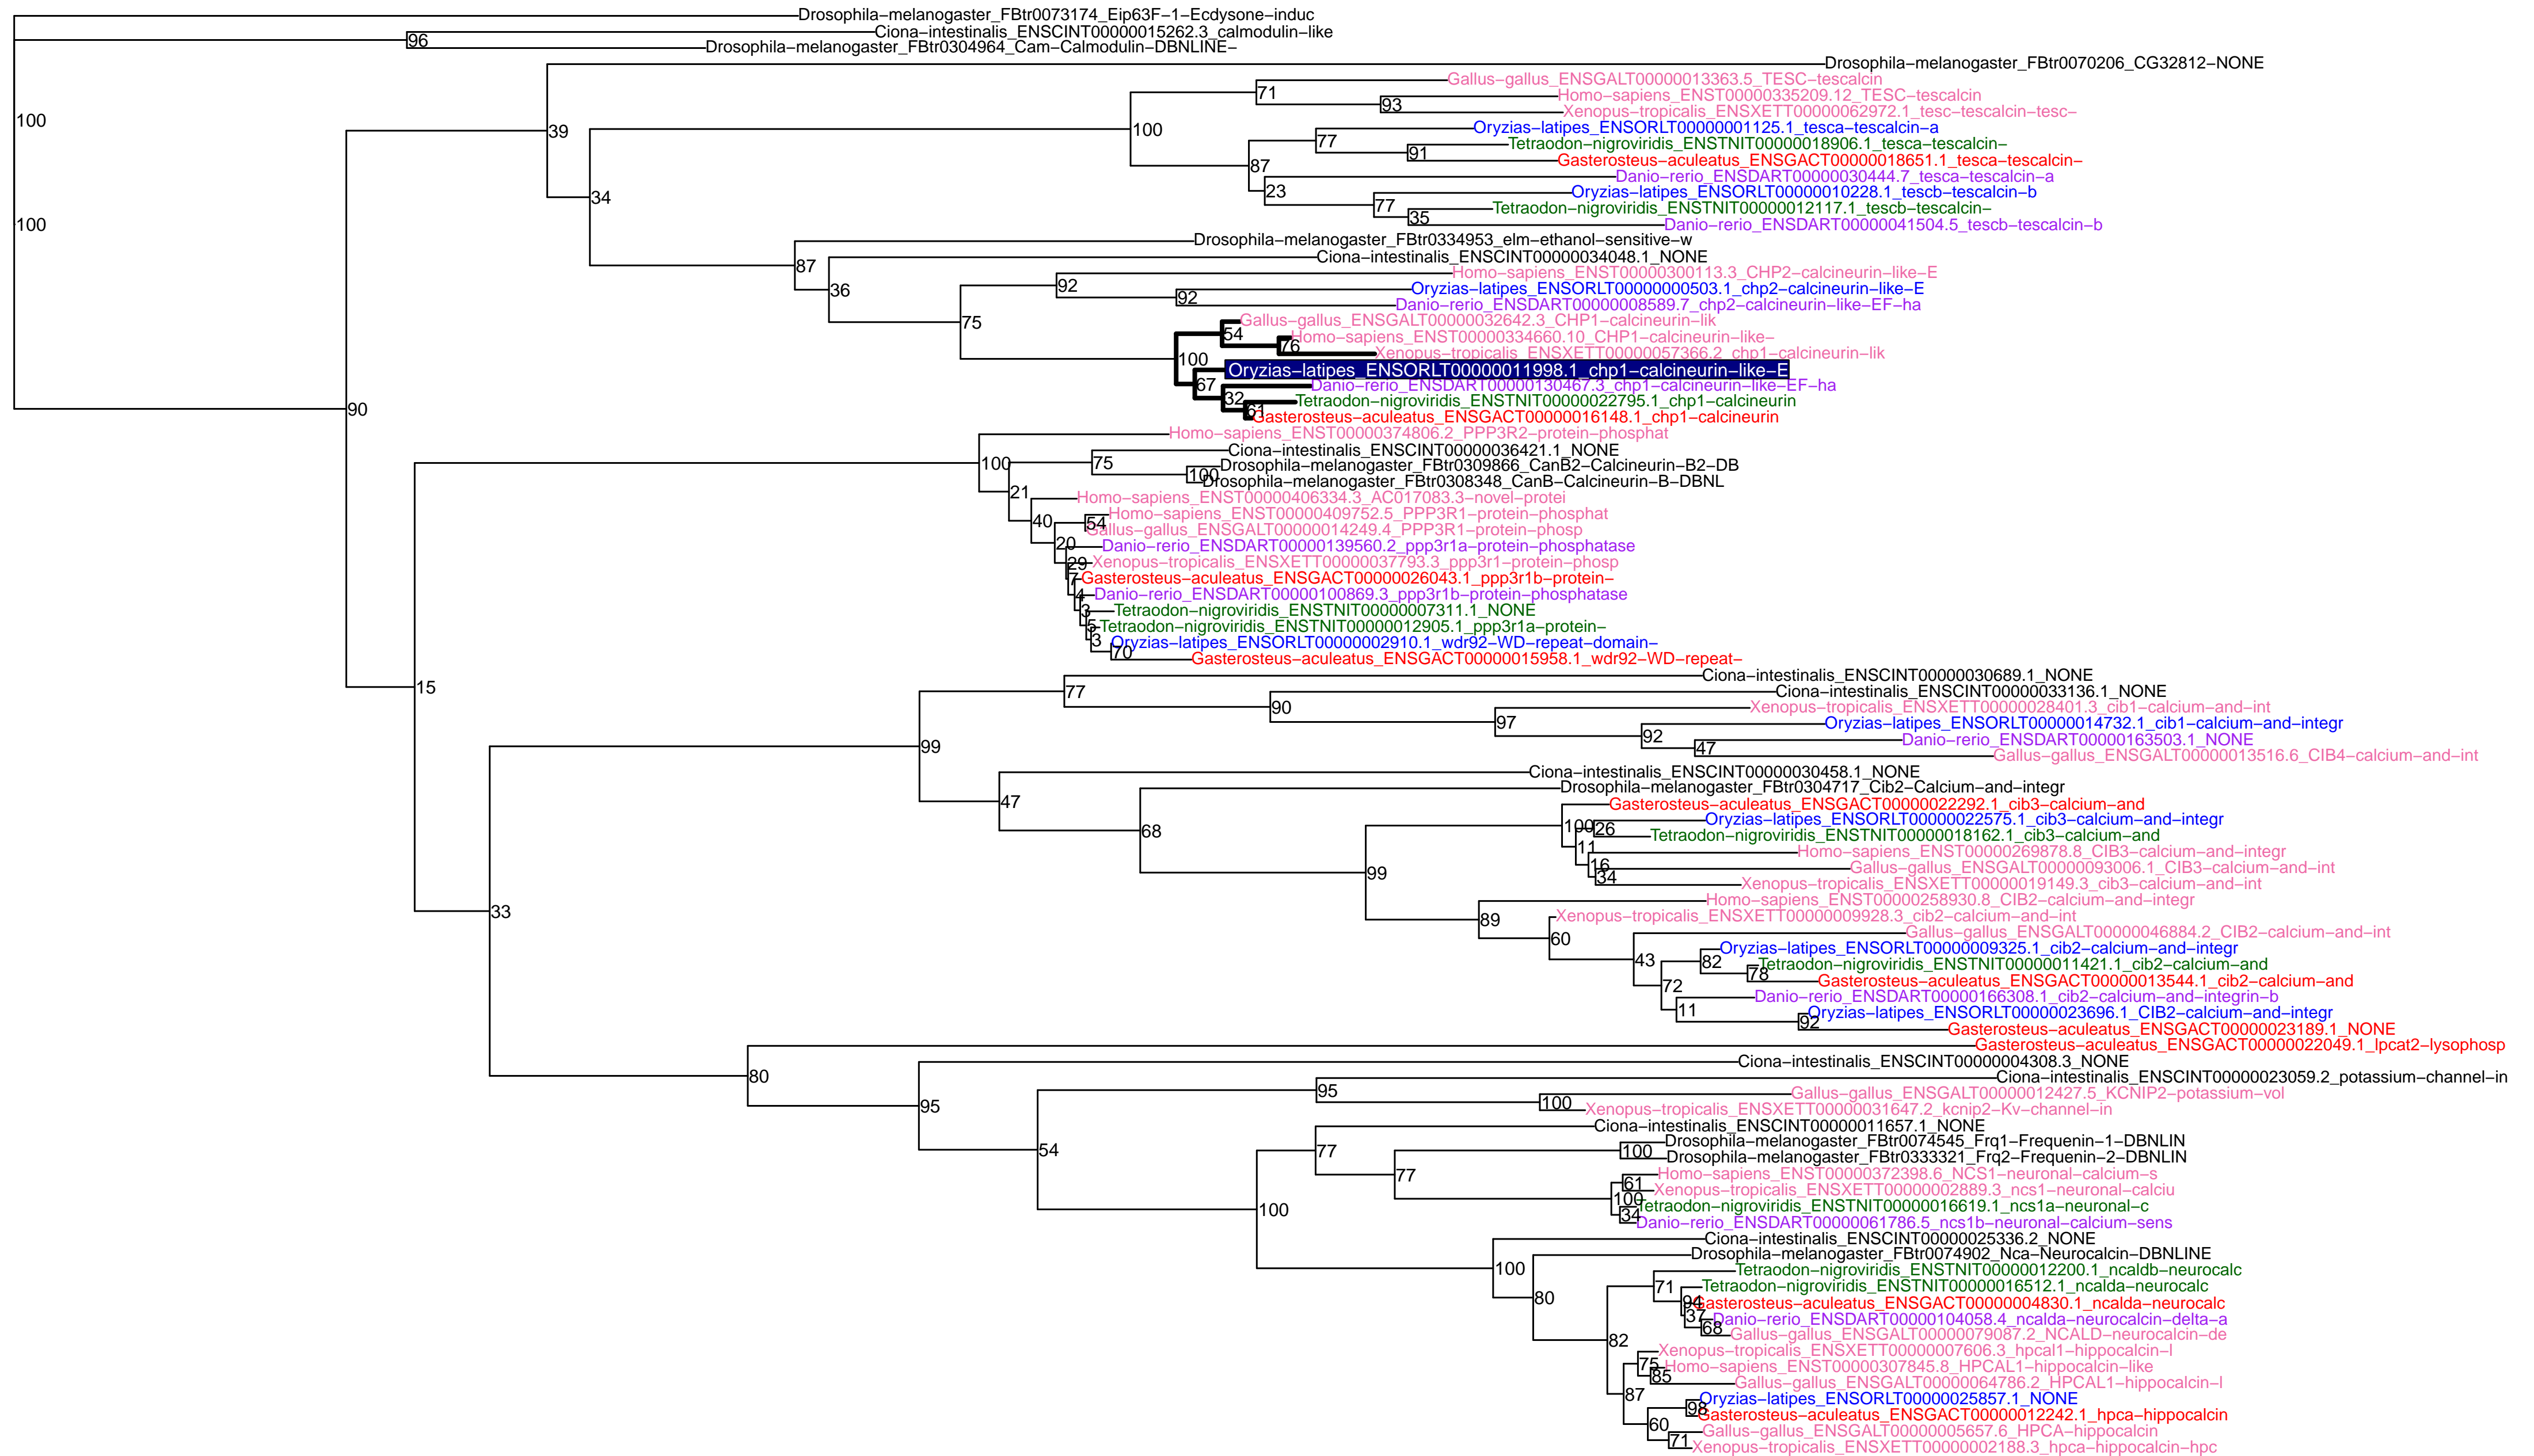 Drosophila−melanogaster_FBtr0073174_Eip63F−1−Ecdysone−induc
Ciona−intestinalis_ENSCINT00000015262.3_calmodulin−like
96
Drosophila−melanogaster_FBtr0304964_Cam−Calmodulin−DBNLINE−
Drosophila−melanogaster_FBtr0070206_CG32812−NONE
Gallus−gallus_ENSGALT00000013363.5_TESC−tescalcin
71
Homo−sapiens_ENST00000335209.12_TESC−tescalcin
93
Xenopus−tropicalis_ENSXETT00000062972.1_tesc−tescalcin−tesc−
100
Oryzias−latipes_ENSORLT00000001125.1_tesca−tescalcin−a
100
39
77
Tetraodon−nigroviridis_ENSTNIT00000018906.1_tesca−tescalcin−
91
Gasterosteus−aculeatus_ENSGACT00000018651.1_tesca−tescalcin−
87
Danio−rerio_ENSDART00000030444.7_tesca−tescalcin−a
23
Oryzias−latipes_ENSORLT00000010228.1_tescb−tescalcin−b
34
77
Tetraodon−nigroviridis_ENSTNIT00000012117.1_tescb−tescalcin−
35
100
Danio−rerio_ENSDART00000041504.5_tescb−tescalcin−b
Drosophila−melanogaster_FBtr0334953_elm−ethanol−sensitive−w
Ciona−intestinalis_ENSCINT00000034048.1_NONE
87
Homo−sapiens_ENST00000300113.3_CHP2−calcineurin−like−E
92
36
Oryzias−latipes_ENSORLT00000000503.1_chp2−calcineurin−like−E
92
Danio−rerio_ENSDART00000008589.7_chp2−calcineurin−like−EF−ha
75
Gallus−gallus_ENSGALT00000032642.3_CHP1−calcineurin−lik
54
Homo−sapiens_ENST00000334660.10_CHP1−calcineurin−like−
76
Xenopus−tropicalis_ENSXETT00000057366.2_chp1−calcineurin−lik
100
Oryzias−latipes_ENSORLT00000011998.1_chp1−calcineurin−like−E
67
Danio−rerio_ENSDART00000130467.3_chp1−calcineurin−like−EF−ha
32
Tetraodon−nigroviridis_ENSTNIT00000022795.1_chp1−calcineurin
61
90
Gasterosteus−aculeatus_ENSGACT00000016148.1_chp1−calcineurin
Homo−sapiens_ENST00000374806.2_PPP3R2−protein−phosphat
Ciona−intestinalis_ENSCINT00000036421.1_NONE
100
75
Drosophila−melanogaster_FBtr0309866_CanB2−Calcineurin−B2−DB
100
Drosophila−melanogaster_FBtr0308348_CanB−Calcineurin−B−DBNL
21
Homo−sapiens_ENST00000406334.3_AC017083.3−novel−protei
40
Homo−sapiens_ENST00000409752.5_PPP3R1−protein−phosphat
54
Gallus−gallus_ENSGALT00000014249.4_PPP3R1−protein−phosp
20
Danio−rerio_ENSDART00000139560.2_ppp3r1a−protein−phosphatase
29
Xenopus−tropicalis_ENSXETT00000037793.3_ppp3r1−protein−phosp
7
Gasterosteus−aculeatus_ENSGACT00000026043.1_ppp3r1b−protein−
4
Danio−rerio_ENSDART00000100869.3_ppp3r1b−protein−phosphatase
3
Tetraodon−nigroviridis_ENSTNIT00000007311.1_NONE
5
Tetraodon−nigroviridis_ENSTNIT00000012905.1_ppp3r1a−protein−
3
Oryzias−latipes_ENSORLT00000002910.1_wdr92−WD−repeat−domain−
70
Gasterosteus−aculeatus_ENSGACT00000015958.1_wdr92−WD−repeat−
15
Ciona−intestinalis_ENSCINT00000030689.1_NONE
77
Ciona−intestinalis_ENSCINT00000033136.1_NONE
90
Xenopus−tropicalis_ENSXETT00000028401.3_cib1−calcium−and−int
97
Oryzias−latipes_ENSORLT00000014732.1_cib1−calcium−and−integr
92
Danio−rerio_ENSDART00000163503.1_NONE
47
99
Gallus−gallus_ENSGALT00000013516.6_CIB4−calcium−and−int
Ciona−intestinalis_ENSCINT00000030458.1_NONE
Drosophila−melanogaster_FBtr0304717_Cib2−Calcium−and−integr
47
Gasterosteus−aculeatus_ENSGACT00000022292.1_cib3−calcium−and
Oryzias−latipes_ENSORLT00000022575.1_cib3−calcium−and−integr
100
26
68
Tetraodon−nigroviridis_ENSTNIT00000018162.1_cib3−calcium−and
11
Homo−sapiens_ENST00000269878.8_CIB3−calcium−and−integr
16
Gallus−gallus_ENSGALT00000093006.1_CIB3−calcium−and−int
34
99
Xenopus−tropicalis_ENSXETT00000019149.3_cib3−calcium−and−int
Homo−sapiens_ENST00000258930.8_CIB2−calcium−and−integr
33
89
Xenopus−tropicalis_ENSXETT00000009928.3_cib2−calcium−and−int
60
Gallus−gallus_ENSGALT00000046884.2_CIB2−calcium−and−int
43
Oryzias−latipes_ENSORLT00000009325.1_cib2−calcium−and−integr
82
Tetraodon−nigroviridis_ENSTNIT00000011421.1_cib2−calcium−and
78
Gasterosteus−aculeatus_ENSGACT00000013544.1_cib2−calcium−and
72
Danio−rerio_ENSDART00000166308.1_cib2−calcium−and−integrin−b
11
Oryzias−latipes_ENSORLT00000023696.1_CIB2−calcium−and−integr
92
Gasterosteus−aculeatus_ENSGACT00000023189.1_NONE
Gasterosteus−aculeatus_ENSGACT00000022049.1_lpcat2−lysophosp
80
Ciona−intestinalis_ENSCINT00000004308.3_NONE
Ciona−intestinalis_ENSCINT00000023059.2_potassium−channel−in
95
95
Gallus−gallus_ENSGALT00000012427.5_KCNIP2−potassium−vol
100
Xenopus−tropicalis_ENSXETT00000031647.2_kcnip2−Kv−channel−in
54
Ciona−intestinalis_ENSCINT00000011657.1_NONE
77
Drosophila−melanogaster_FBtr0074545_Frq1−Frequenin−1−DBNLIN
100
Drosophila−melanogaster_FBtr0333321_Frq2−Frequenin−2−DBNLIN
77
Homo−sapiens_ENST00000372398.6_NCS1−neuronal−calcium−s
61
Xenopus−tropicalis_ENSXETT00000002889.3_ncs1−neuronal−calciu
100
Tetraodon−nigroviridis_ENSTNIT00000016619.1_ncs1a−neuronal−c
34
100
Danio−rerio_ENSDART00000061786.5_ncs1b−neuronal−calcium−sens
Ciona−intestinalis_ENSCINT00000025336.2_NONE
100
Drosophila−melanogaster_FBtr0074902_Nca−Neurocalcin−DBNLINE
80
Tetraodon−nigroviridis_ENSTNIT00000012200.1_ncaldb−neurocalc
71
Tetraodon−nigroviridis_ENSTNIT00000016512.1_ncalda−neurocalc
94
Gasterosteus−aculeatus_ENSGACT00000004830.1_ncalda−neurocalc
37
Danio−rerio_ENSDART00000104058.4_ncalda−neurocalcin−delta−a
68
Gallus−gallus_ENSGALT00000079087.2_NCALD−neurocalcin−de
82
Xenopus−tropicalis_ENSXETT00000007606.3_hpcal1−hippocalcin−l
75
Homo−sapiens_ENST00000307845.8_HPCAL1−hippocalcin−like
85
Gallus−gallus_ENSGALT00000064786.2_HPCAL1−hippocalcin−l
87
Oryzias−latipes_ENSORLT00000025857.1_NONE
98
Gasterosteus−aculeatus_ENSGACT00000012242.1_hpca−hippocalcin
60
Gallus−gallus_ENSGALT00000005657.6_HPCA−hippocalcin
71
Xenopus−tropicalis_ENSXETT00000002188.3_hpca−hippocalcin−hpc